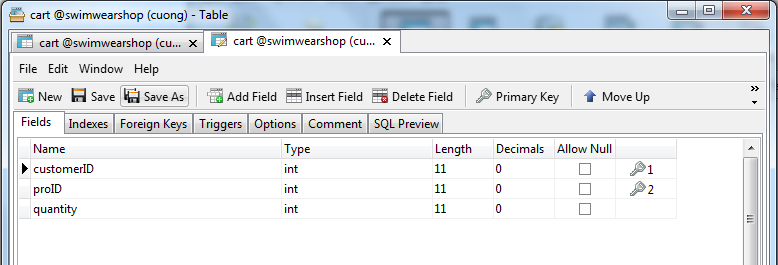 cart @swimwearshop (cuong) - Table
cart @swimwearshop (cu... cart @swimwearshop (cu...
File Edit Window Help
New Save Save As Add Field Insert Field Delete Field Primary Key Move Up »
Fields Indexes Foreign Keys Triggers Options Comment SQL Preview
Name Type Length Decimals Allow Null
customerID int 11 0 1
proID int 11 0 2
quantity int 11 0